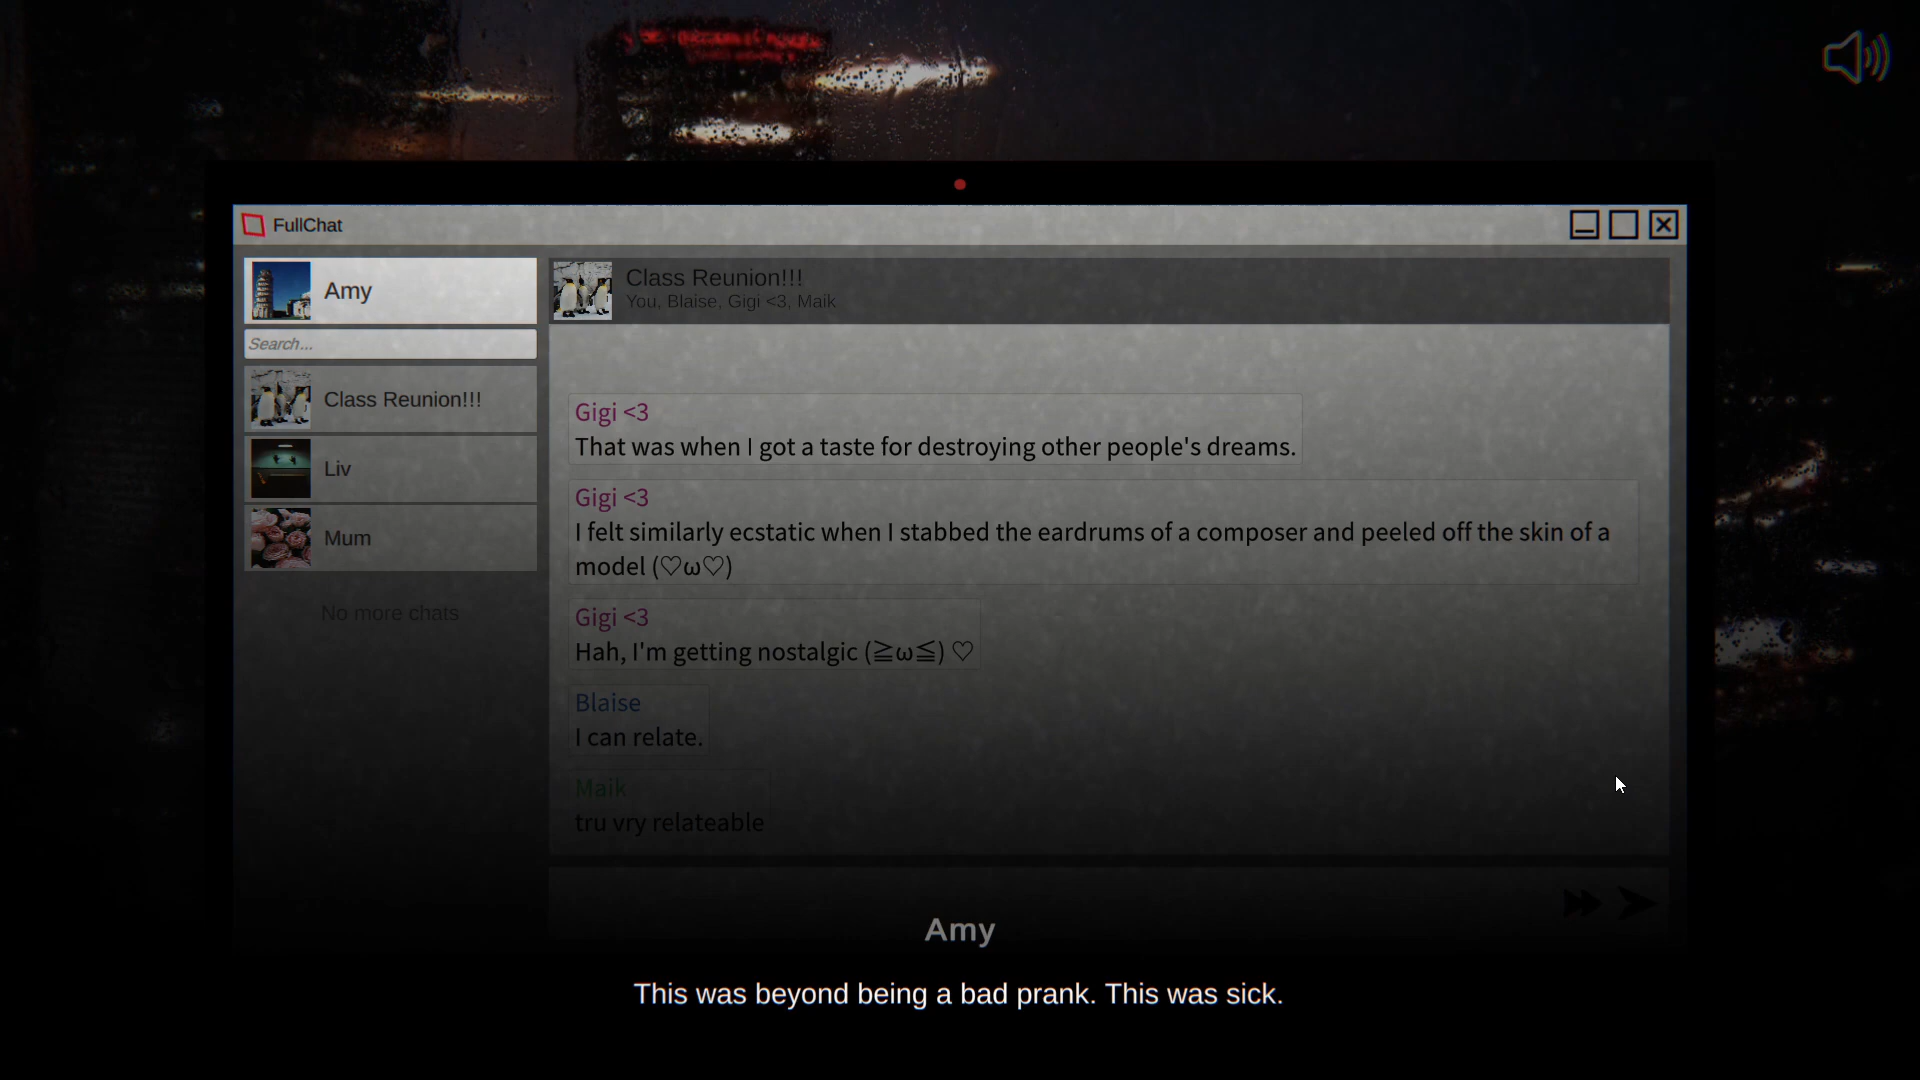 FullChat
Amy
Search...
Class Reunion!!!
Liv
Mum
No more chats
Class Reunion!!!
You, Blaise, Gigi <3, Maik
Gigi <3
That was when I got a taste for destroying other people's dreams.
Gigi <3
I felt similarly ecstatic when I stabbed the eardrums of a composer and peeled off the skin of a
model (♡ω♡)
Gigi <3
Hah, I'm getting nostalgic (≧ω≦) ♡
Blaise
I can relate.
Maik
tru vry relateable
Amy
This was beyond being a bad prank. This was sick.